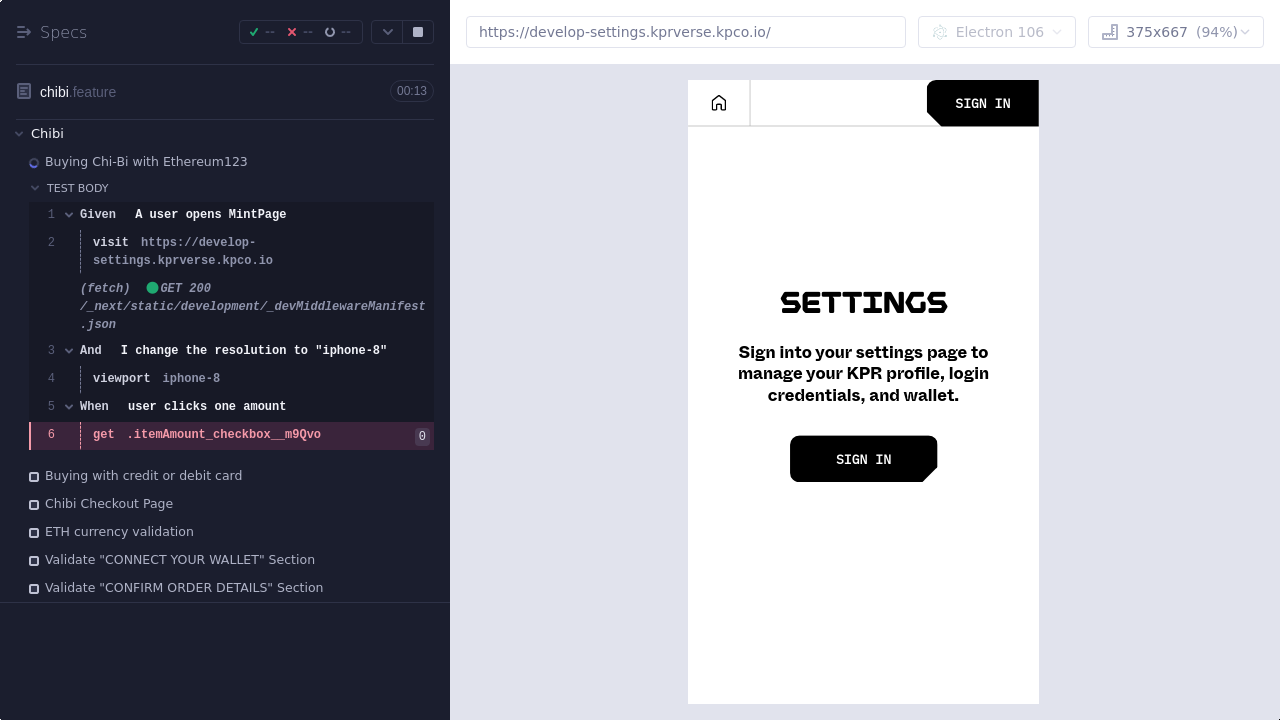 Specs
-- -- --
chibi.feature 00:13
Chibi
Buying Chi-Bi with Ethereum123
TEST BODY
1 Given A user opens MintPage
2 visit https://develop-
settings.kprverse.kpco.io
(fetch) GET 200
/_next/static/development/_devMiddlewareManifest
.json
3 And I change the resolution to "iphone-8"
4 viewport iphone-8
5 When user clicks one amount
6 get .itemAmount_checkbox__m9Qvo 0
Buying with credit or debit card
Chibi Checkout Page
ETH currency validation
Validate "CONNECT YOUR WALLET" Section
Validate "CONFIRM ORDER DETAILS" Section
https://develop-settings.kprverse.kpco.io/
Electron 106
375x667 (94%)
SIGN IN
SETTINGS
Sign into your settings page to
manage your KPR profile, login
credentials, and wallet.
SIGN IN